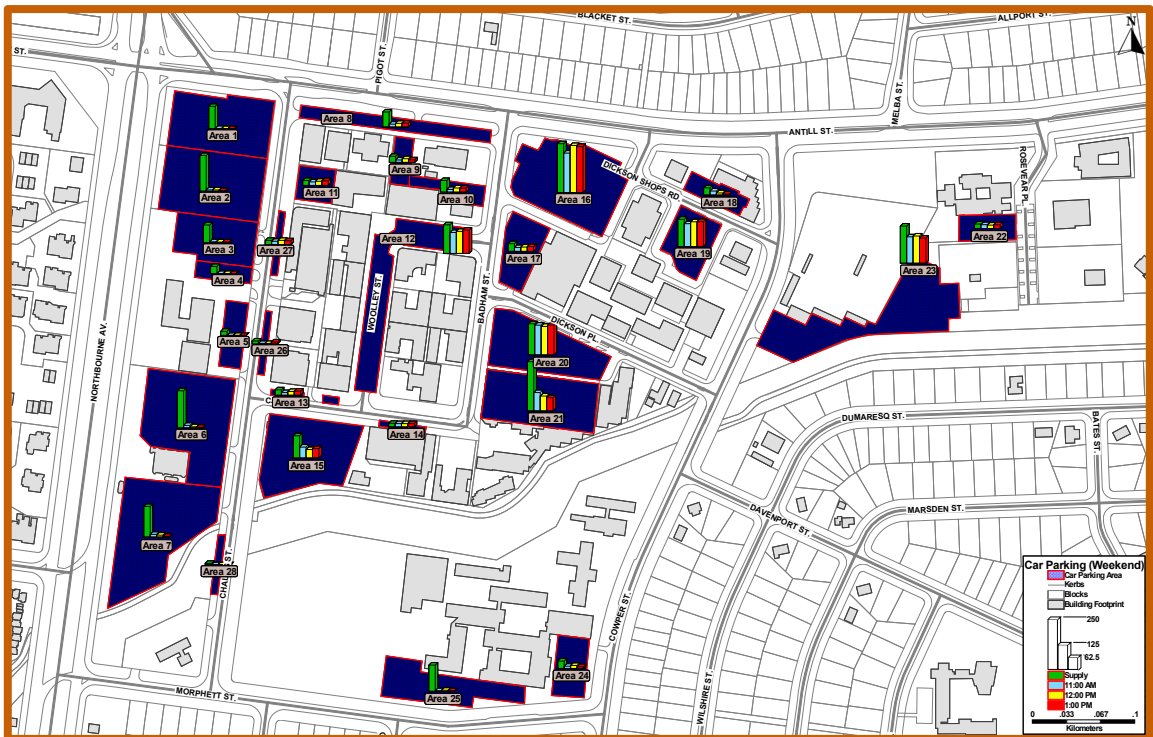 BLACKET ST.
ALLPORT ST.
N
ST.
PIGOT ST.
MELBA ST.
ANTILL ST.
ROSEVEAR PL.
DICKSON SHOPS RD.
Area 1
Area 8
Area 9
Area 2
Area 11
Area 10
Area 16
Area 18
Area 3
Area 27
Area 12
Area 17
Area 19
Area 22
Area 4
Area 23
WOOLLEY ST.
BADHAM ST.
DICKSON PL.
NORTHBOURNE AV.
Area 5
Area 26
Area 20
Area 13
C
Area 21
Area 6
Area 14
Area 15
DUMARESQ ST.
BATES ST.
MARSDEN ST.
DAVENPORT ST.
Area 7
Area 28
CHAL
ST.
COWPER ST.
WILSHIRE ST.
Area 24
Area 25
MORPHETT ST.
Car Parking (Weekend)
Car Parking Area
Kerbs
Blocks
Building Footprint
250
125
62.5
Supply
11:00 AM
12:00 PM
1:00 PM
0 .033 .067 .1
Kilometers